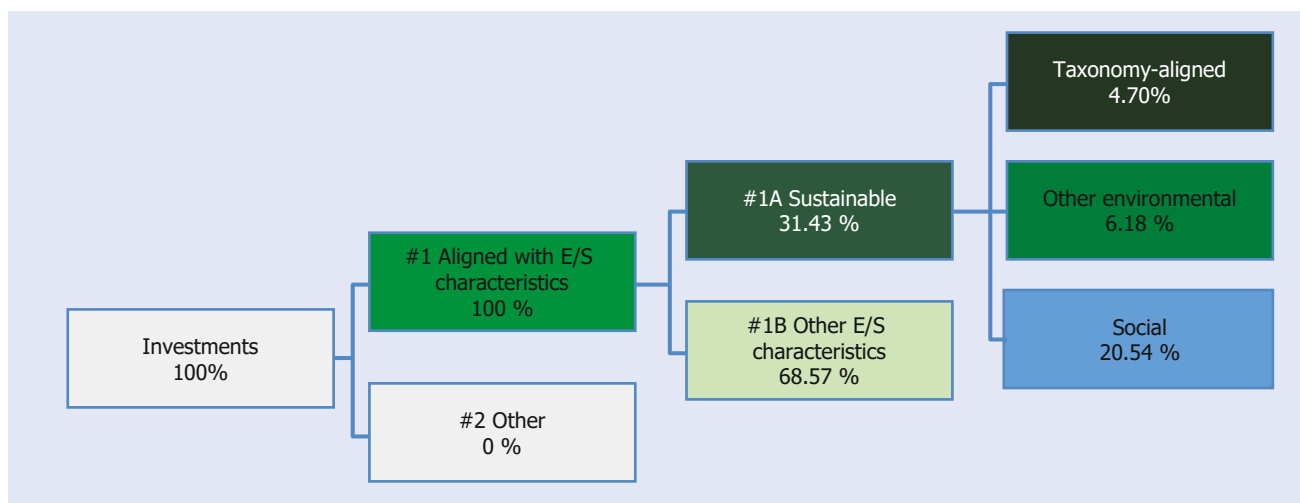 Investments
100%
#1 Aligned with E/S
characteristics
100 %
#2 Other
0 %
#1A Sustainable
31.43 %
#1B Other E/S
characteristics
68.57 %
Taxonomy-aligned
4.70%
Other environmental
6.18 %
Social
20.54 %